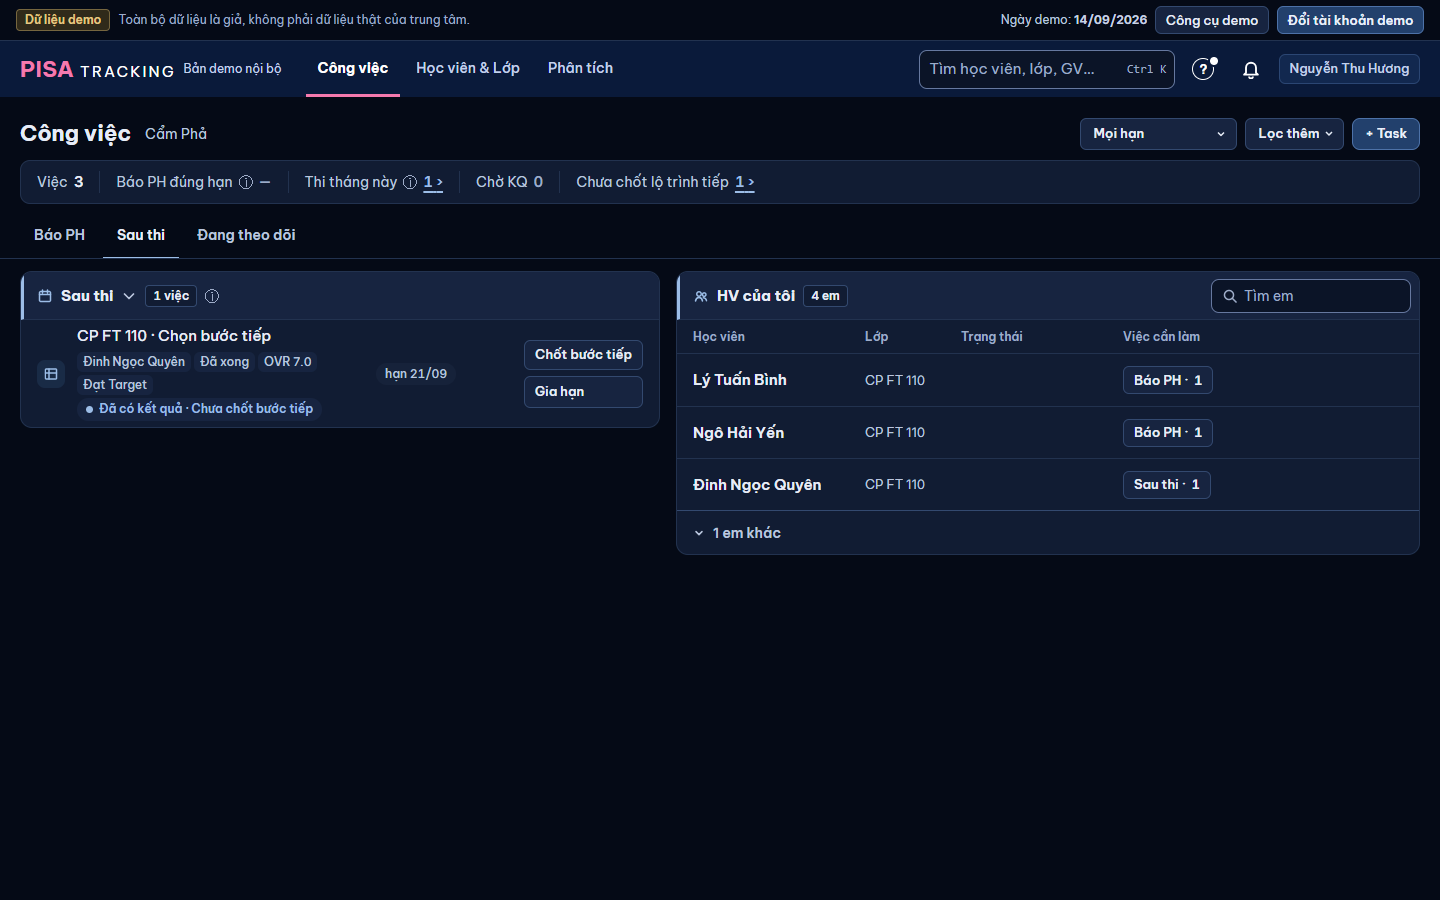 Dữ liệu demo Toàn bộ dữ liệu là giả, không phải dữ liệu thật của trung tâm. Ngày demo: 14/09/2026 Công cụ demo Đổi tài khoản demo
PISA TRACKING Bản demo nội bộ Công việc Học viên & Lớp Phân tích Tìm học viên, lớp, GV... Ctrl K ? Nguyễn Thu Hương
Công việc Cẩm Phả Mọi hạn Lọc thêm + Task
Việc 3 Báo PH đúng hạn — Thi tháng này 1 › Chờ KQ 0 Chưa chốt lộ trình tiếp 1 ›
Báo PH Sau thi Đang theo dõi
Sau thi 1 việc
CP FT 110 · Chọn bước tiếp
Đinh Ngọc Quyên Đã xong OVR 7.0
Đạt Target
Đã có kết quả · Chưa chốt bước tiếp
hạn 21/09
Chốt bước tiếp
Gia hạn
HV của tôi 4 em Tìm em
Học viên Lớp Trạng thái Việc cần làm
Lý Tuấn Bình CP FT 110 Báo PH · 1
Ngô Hải Yến CP FT 110 Báo PH · 1
Đinh Ngọc Quyên CP FT 110 Sau thi · 1
1 em khác